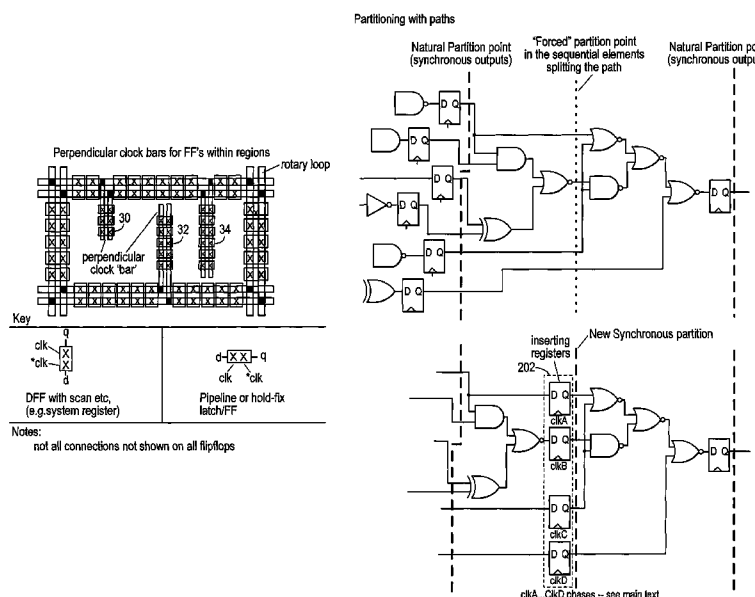 Perpendicular clock bars for FF's within regions
rotary loop
30
32
34
perpendicular
clock 'bar'
Key
q
clk
*clk
d
DFF with scan etc,
(e.g.system register)
d
q
clk
*clk
Pipeline or hold-fix
latch/FF
Notes:
not all connections not shown on all flipflops
Partitioning with paths
Natural Partition point
(synchronous outputs)
"Forced" partition point
in the sequential elements
splitting the path
Natural Partition po
(synchronous outpu
D Q
D Q
D Q
D Q
D Q
D Q
D Q
inserting
registers
202
New Synchronous partition
D Q
clkA
D Q
clkB
D Q
clkC
D Q
clkD
D Q
clkA...ClkD phases -- see main text